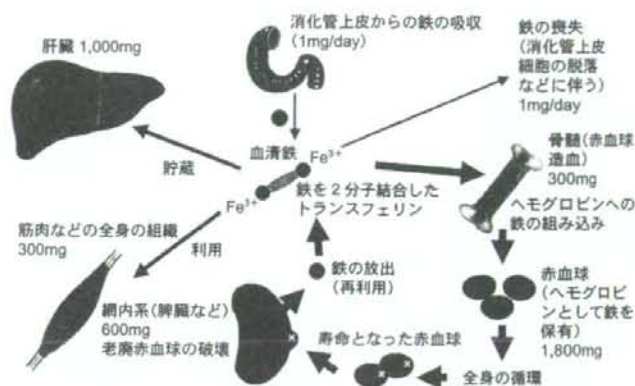 消化管上皮からの鉄の吸収
(1mg/day)
肝臓 1,000mg
鉄の喪失
(消化管上皮
細胞の脱落
などに伴う)
1mg/day
血清鉄
Fe³⁺
貯蔵
骨髄(赤血球
造血)
300mg
Fe³⁺
鉄を2分子結合した
トランスフェリン
ヘモグロビンへの
鉄の組み込み
筋肉などの全身の組織
300mg
利用
鉄の放出
(再利用)
赤血球
(ヘモグロビ
ンとして鉄を
保有)
1,800mg
網内系(脾臓など)
600mg
老廃赤血球の破壊
寿命となった赤血球
全身の循環